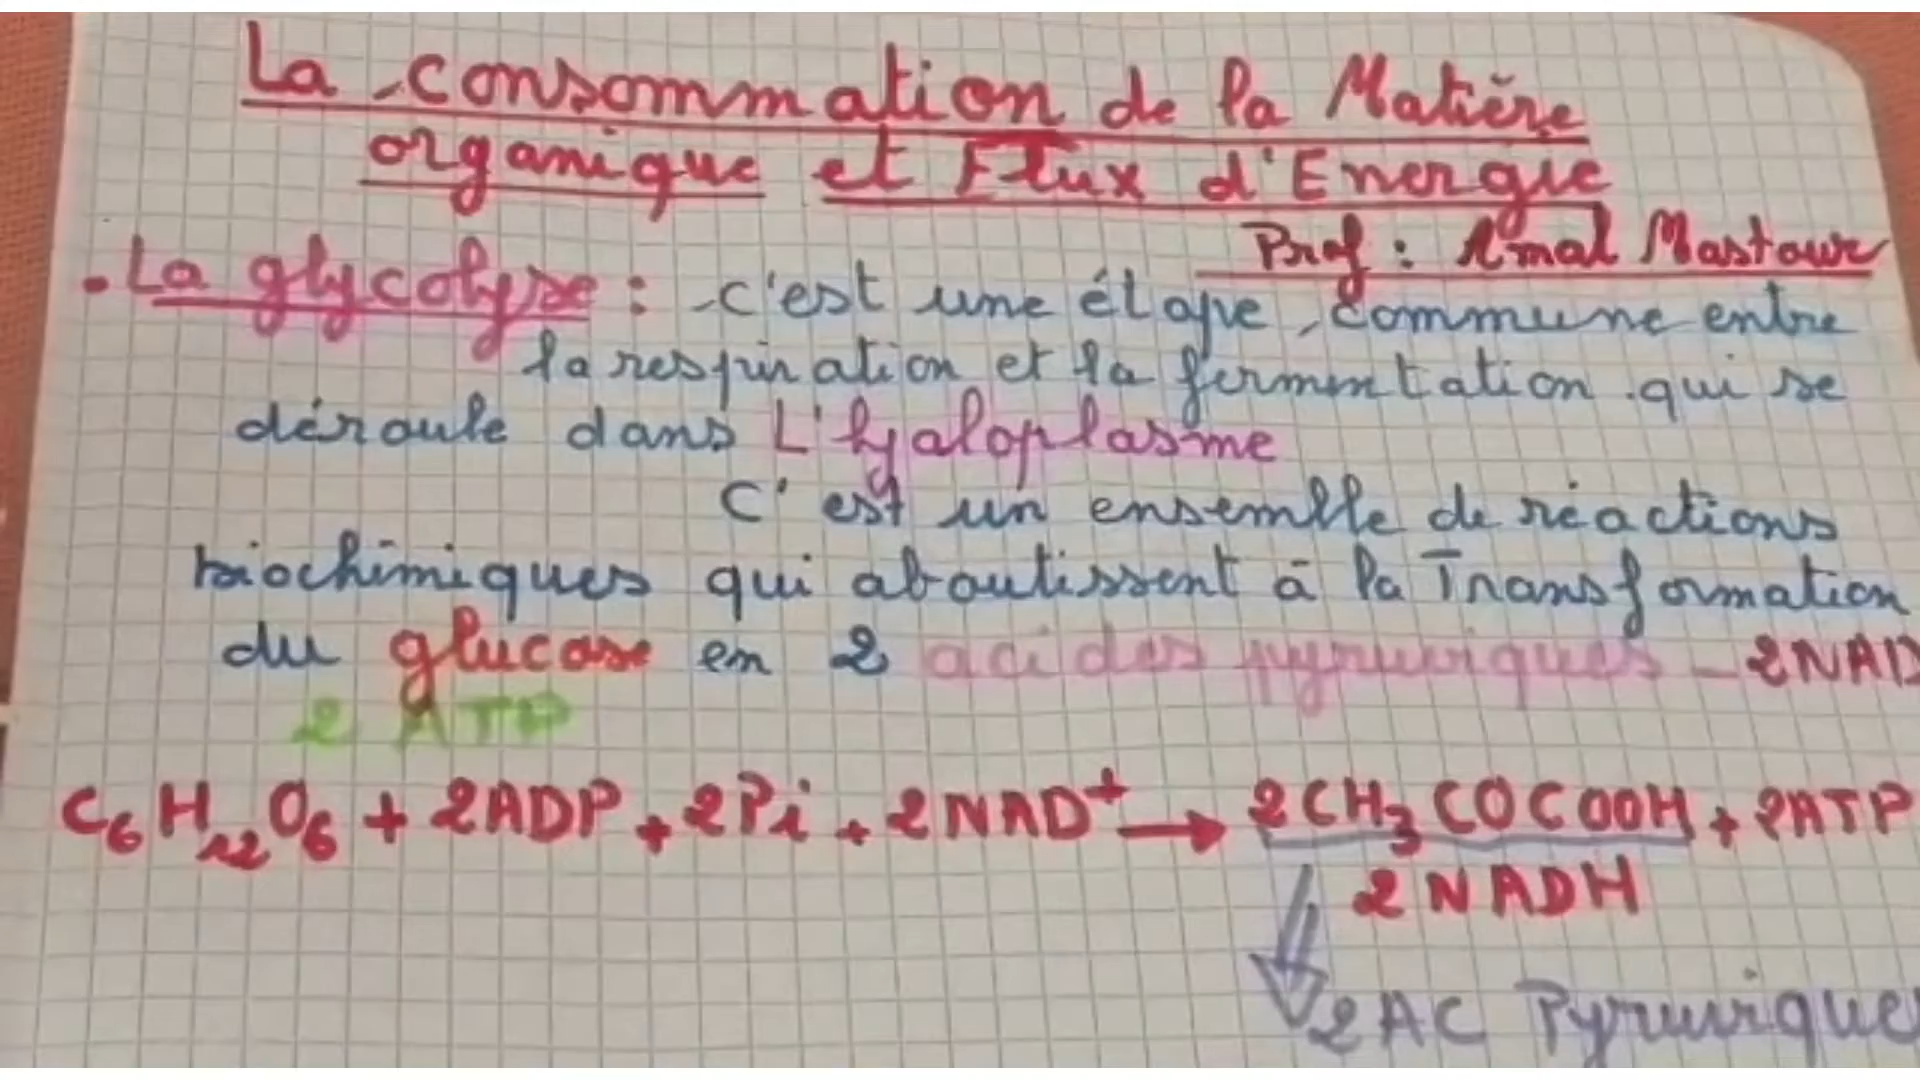 La consommation de la Matière
organique et Flux d'Energie
Prof : Amal Mastour
• La glycolyse : c'est une étape commune entre
la respiration et la fermentation qui se
déroule dans L'hyaloplasme
C'est un ensemble de réactions
biochimiques qui aboutissent à la Transformation
du glucose en 2 acides pyruviques - 2NAD
2 ATP
C₆H₁₂O₆ + 2ADP + 2Pi + 2NAD⁺ → 2CH₃COCOOH + 2ATP
2NADH
2AC Pyruvique